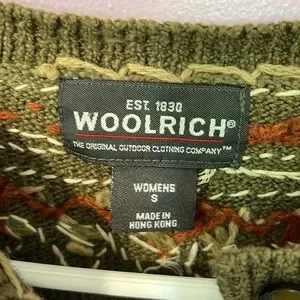 EST. 1830
WOOLRICH®
THE ORIGINAL OUTDOOR CLOTHING COMPANY™
WOMENS
S
MADE IN
HONG KONG